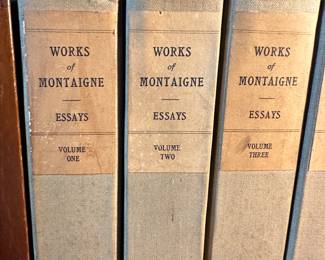 WORKS
of
MONTAIGNE
ESSAYS
VOLUME
ONE
WORKS
of
MONTAIGNE
ESSAYS
VOLUME
TWO
WORKS
of
MONTAIGNE
ESSAYS
VOLUME
THREE